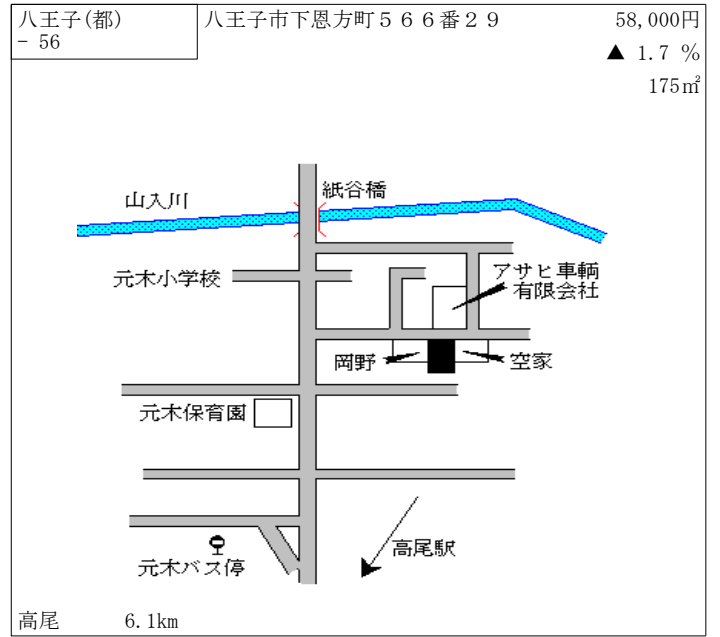 八王子(都)
- 56
八王子市下恩方町５６６番２９
58,000円
▲ 1.7 %
175㎡
山入川
紙谷橋
元木小学校
アサヒ車輌
有限会社
岡野
空家
元木保育園
元木バス停
高尾駅
高尾 6.1km